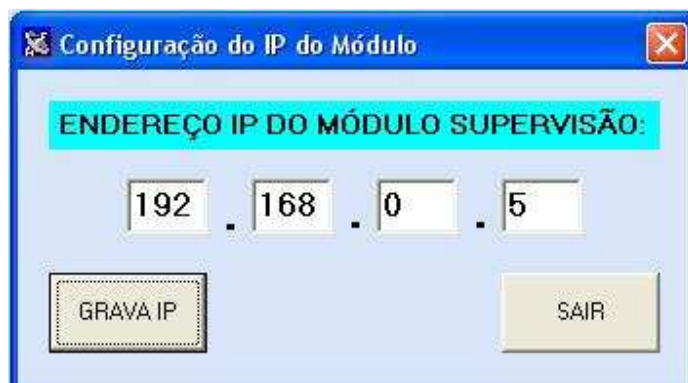 Configuração do IP do Módulo
ENDEREÇO IP DO MÓDULO SUPERVISÃO:
192 . 168 . 0 . 5
GRAVA IP SAIR